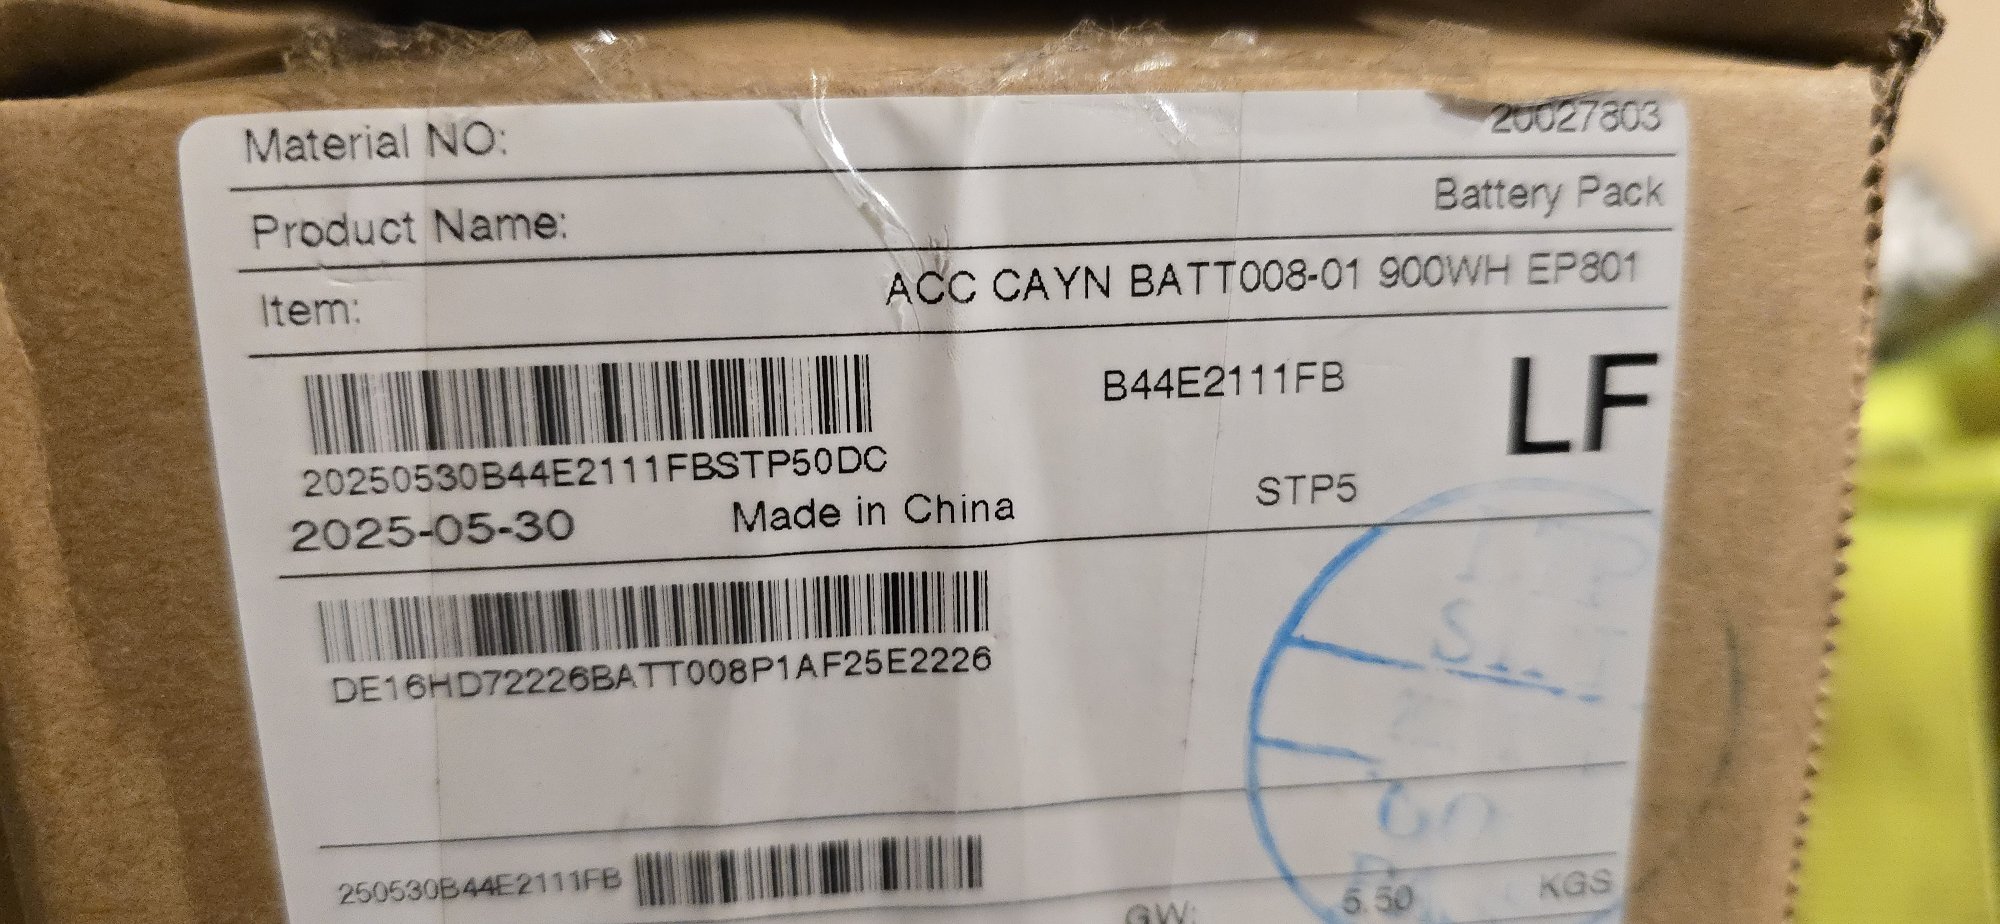 Material NO: 20027803
Product Name: Battery Pack
Item: ACC CAYN BATT008-01 900WH EP801
B44E2111FB LF
20250530B44E2111FBSTP50DC
2025-05-30 Made in China STP5
DE16HD72226BATT008P1AF25E2226
250530B44E2111FB
GW: 5.50 KGS